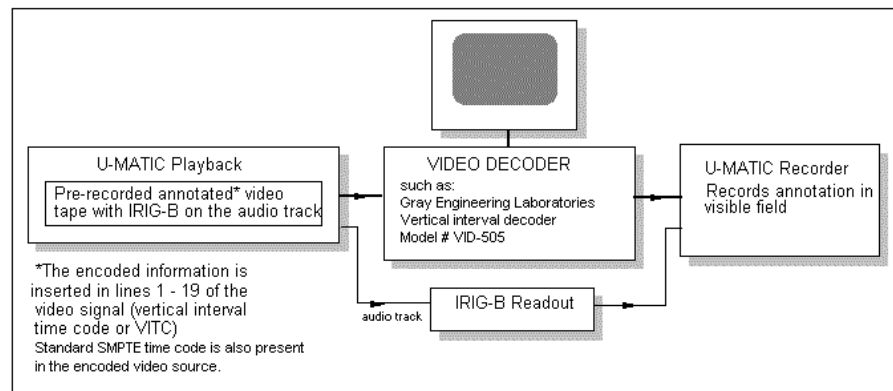 U-MATIC Playback
Pre-recorded annotated* video
tape with IRIG-B on the audio track
VIDEO DECODER
such as:
Gray Engineering Laboratories
Vertical interval decoder
Model # VID-505
U-MATIC Recorder
Records annotation in
visible field
*The encoded information is
inserted in lines 1 - 19 of the
video signal (vertical interval
time code or VITC)
Standard SMPTE time code is also present
in the encoded video source.
audio track
IRIG-B Readout